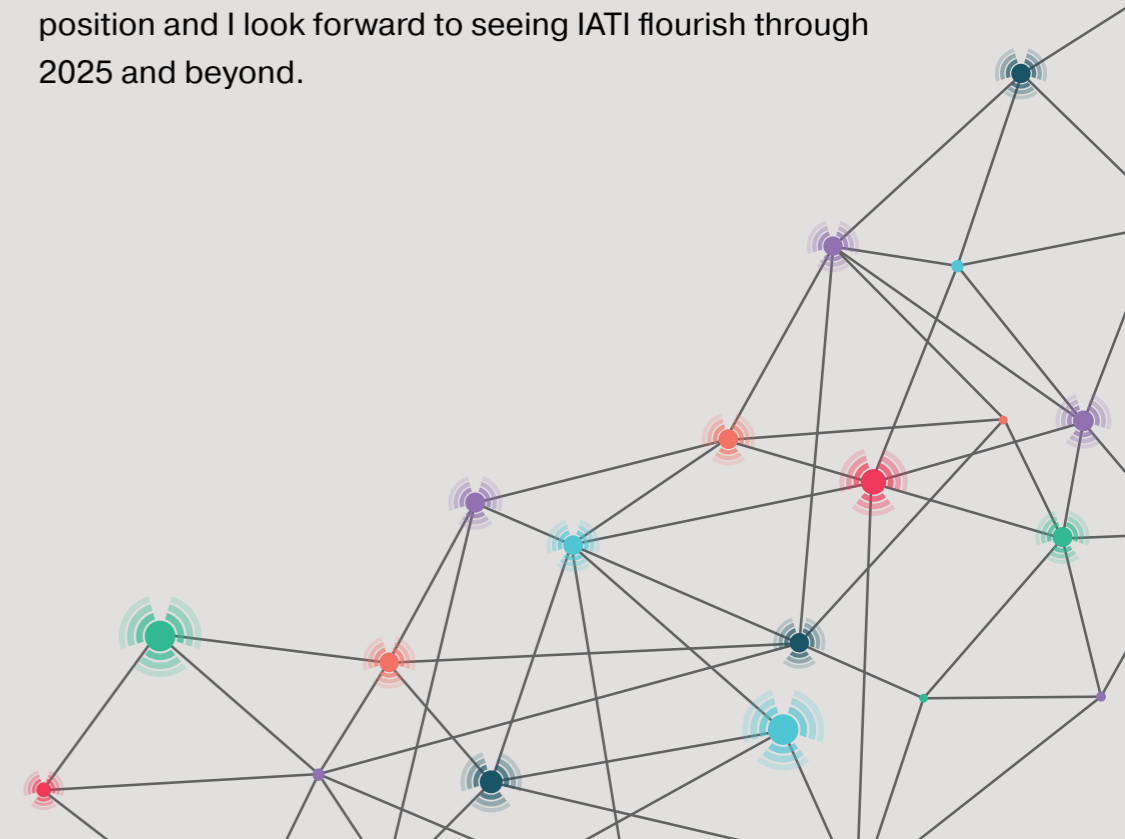 position and I look forward to seeing IATI flourish through
2025 and beyond.